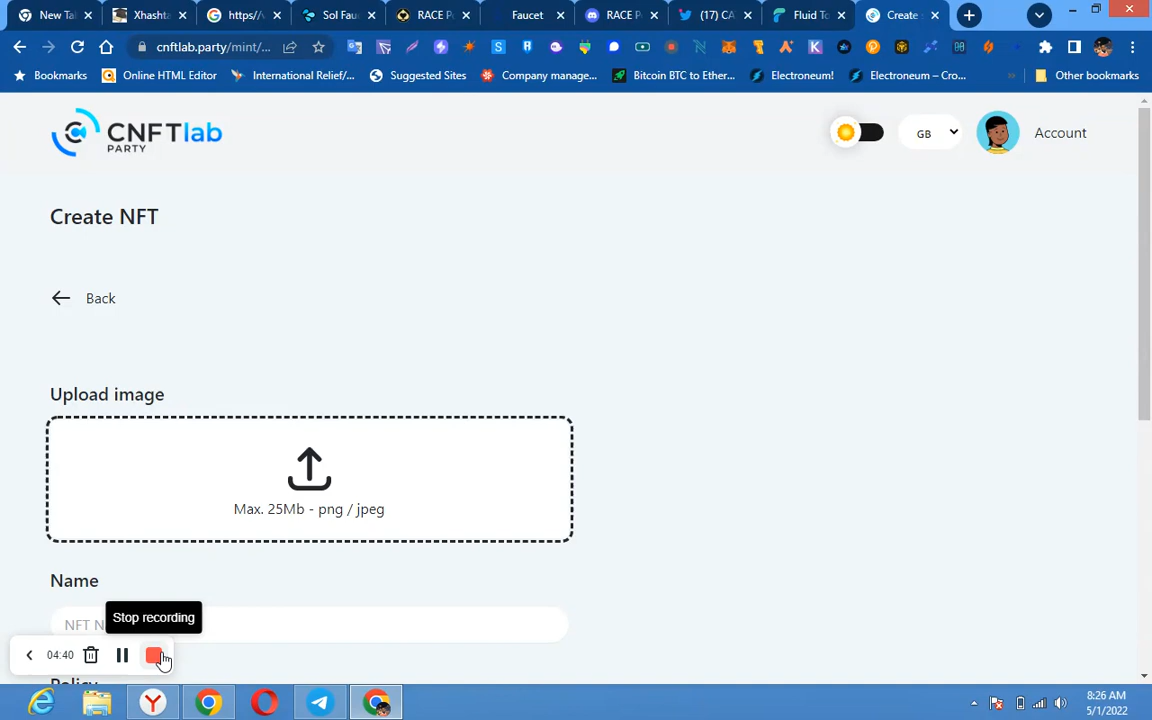 New Ta
Xhasht
https//
Sol Fau
RACE P
Faucet
RACE P
(17) CA
Fluid To
Create
cnftlab.party/mint/...
Bookmarks
Online HTML Editor
International Relief/...
Suggested Sites
Company manage...
Bitcoin BTC to Ether...
Electroneum!
Electroneum – Cro...
»
Other bookmarks
CNFTlab
PARTY
GB
Account
Create NFT
Back
Upload image
Max. 25Mb - png / jpeg
Name
NFT N
Stop recording
04:40
Policy
8:26 AM
5/1/2022